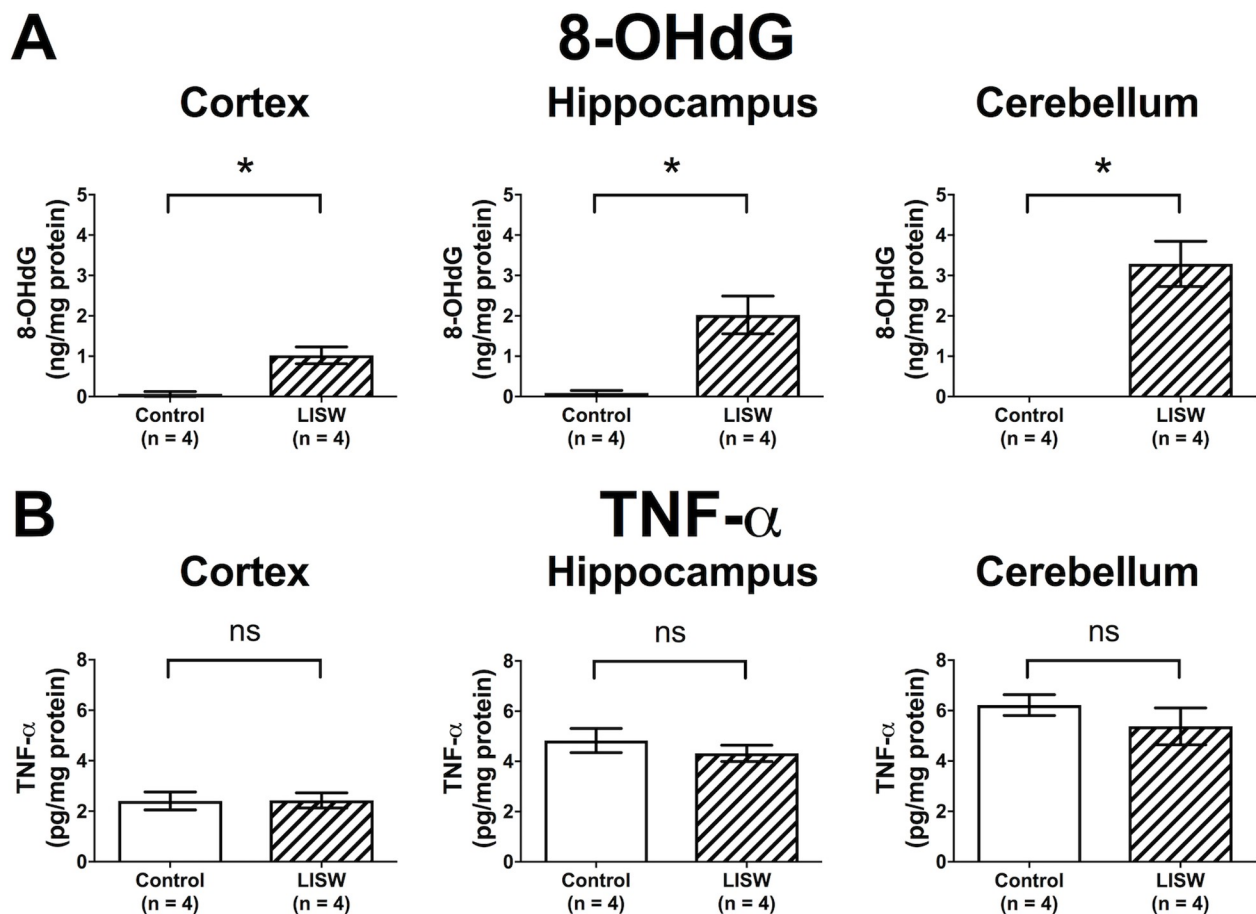 A
8-OHdG
Cortex
Hippocampus
Cerebellum
*
*
*
8-OHdG
(ng/mg protein)
5
4
3
2
1
0
Control
(n = 4)
LISW
(n = 4)
8-OHdG
(ng/mg protein)
5
4
3
2
1
0
Control
(n = 4)
LISW
(n = 4)
8-OHdG
(ng/mg protein)
5
4
3
2
1
0
Control
(n = 4)
LISW
(n = 4)
B
TNF-α
Cortex
Hippocampus
Cerebellum
ns
ns
ns
TNF-α
(pg/mg protein)
8
6
4
2
0
Control
(n = 4)
LISW
(n = 4)
TNF-α
(pg/mg protein)
8
6
4
2
0
Control
(n = 4)
LISW
(n = 4)
TNF-α
(pg/mg protein)
8
6
4
2
0
Control
(n = 4)
LISW
(n = 4)